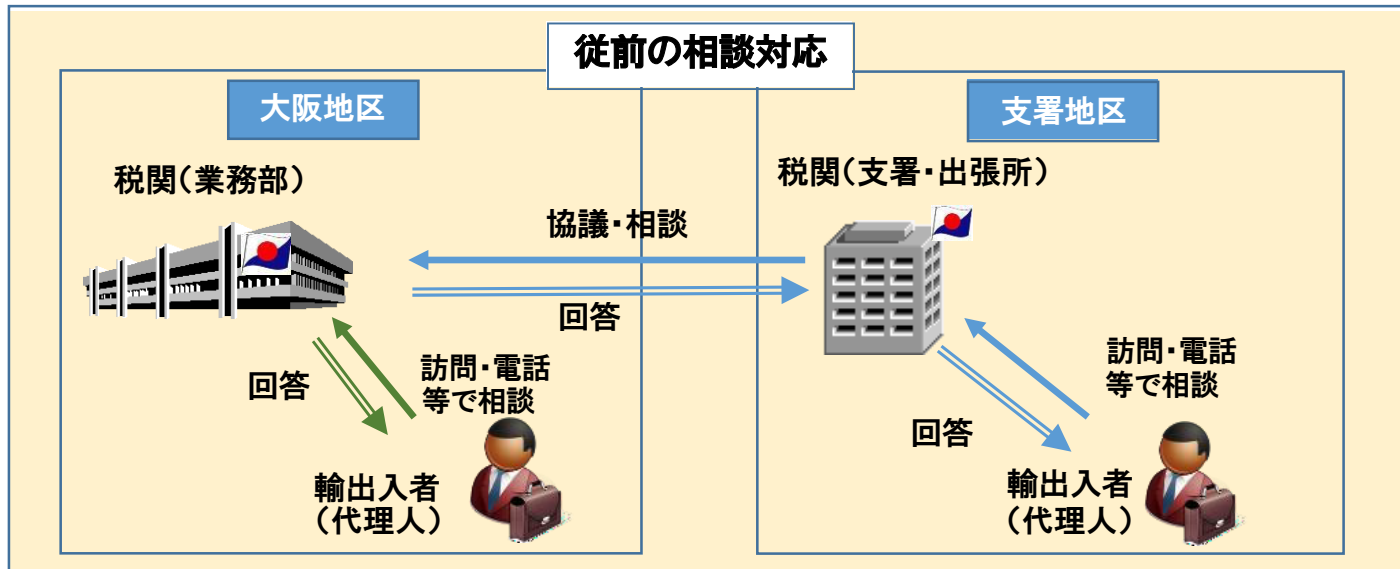 従前の相談対応
大阪地区
税関（業務部）
協議・相談
回答
回答
訪問・電話
等で相談
輸出入者
（代理人）
支署地区
税関（支署・出張所）
訪問・電話
等で相談
回答
輸出入者
（代理人）